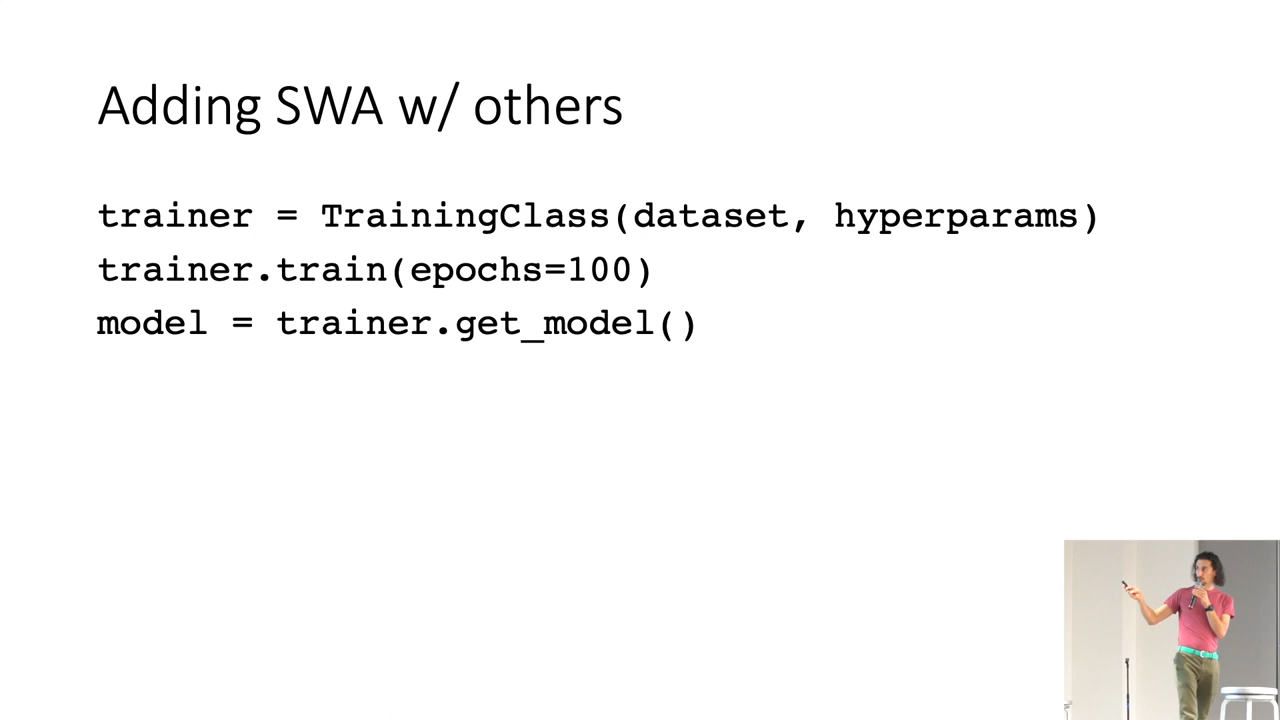 Adding SWA w/ others
trainer = TrainingClass(dataset, hyperparams)
trainer.train(epochs=100)
model = trainer.get_model()